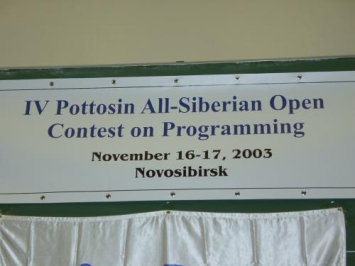 IV Pottosin All-Siberian Open
Contest on Programming
November 16-17, 2003
Novosibirsk